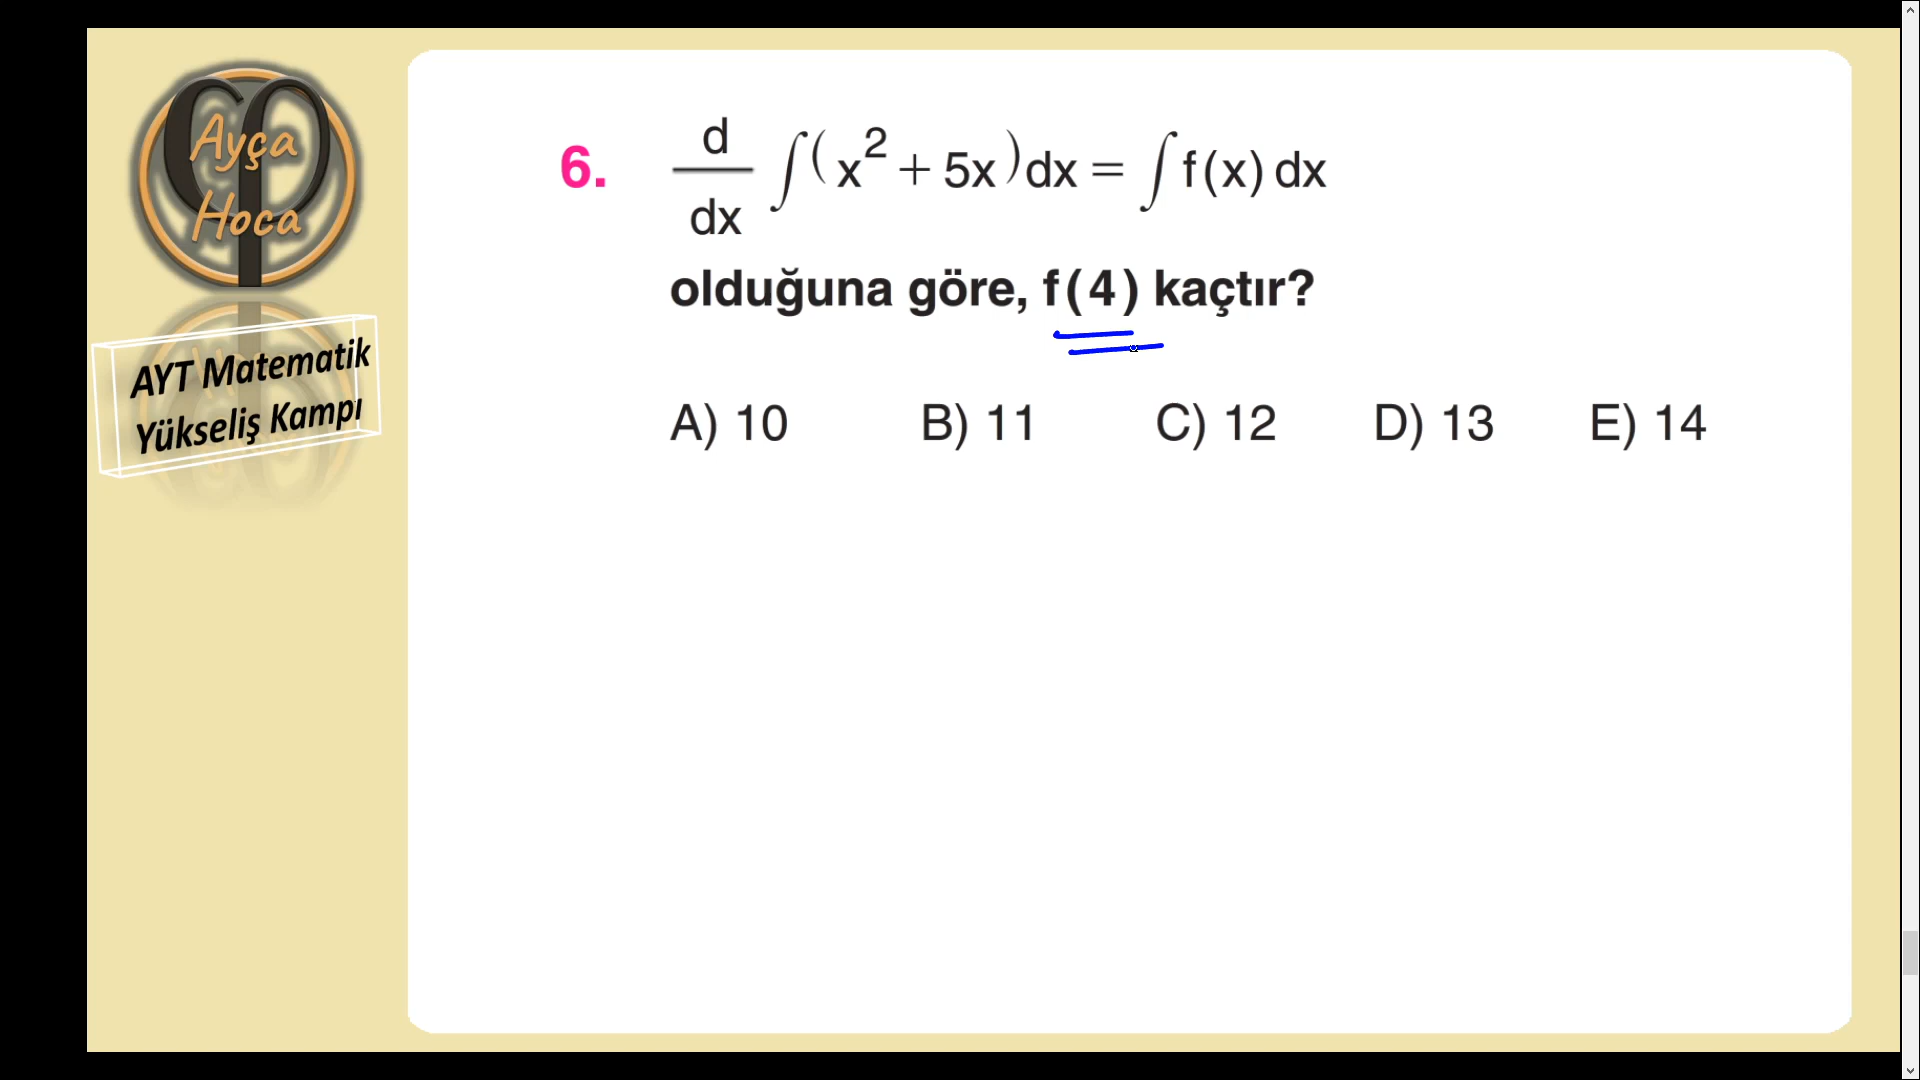 Ayça
Hoca
AYT Matematik
Yükseliş Kampı
6. d/dx ∫(x² + 5x)dx = ∫f(x) dx
olduğuna göre, f(4) kaçtır?
A) 10 B) 11 C) 12 D) 13 E) 14